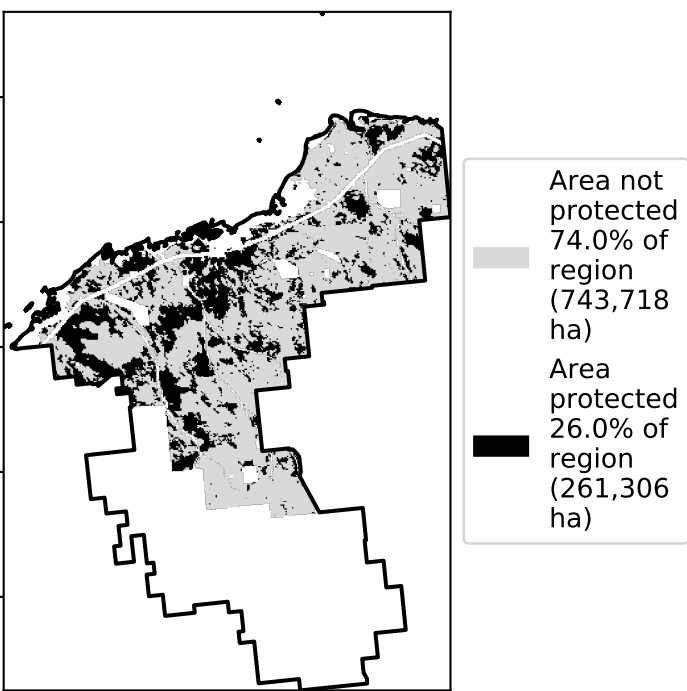 Area not
protected
74.0% of
region
(743,718
ha)
Area
protected
26.0% of
region
(261,306
ha)